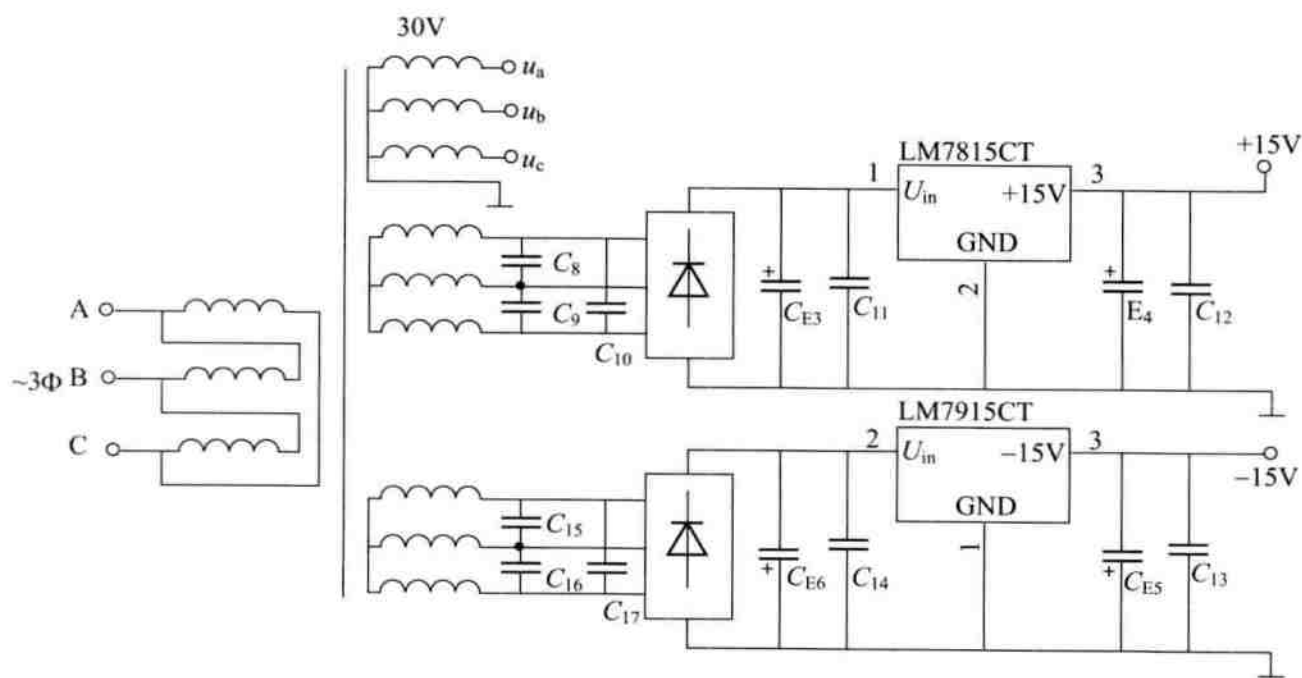 30V
u_a
u_b
u_c
LM7815CT
+15V
1
U_in
+15V
3
GND
2
C_8
C_9
C_10
C_E3
C_11
E_4
C_12
A
~3Φ B
C
LM7915CT
2
U_in
−15V
3
−15V
GND
1
C_15
C_16
C_17
C_E6
C_14
C_E5
C_13
+
+
+
+